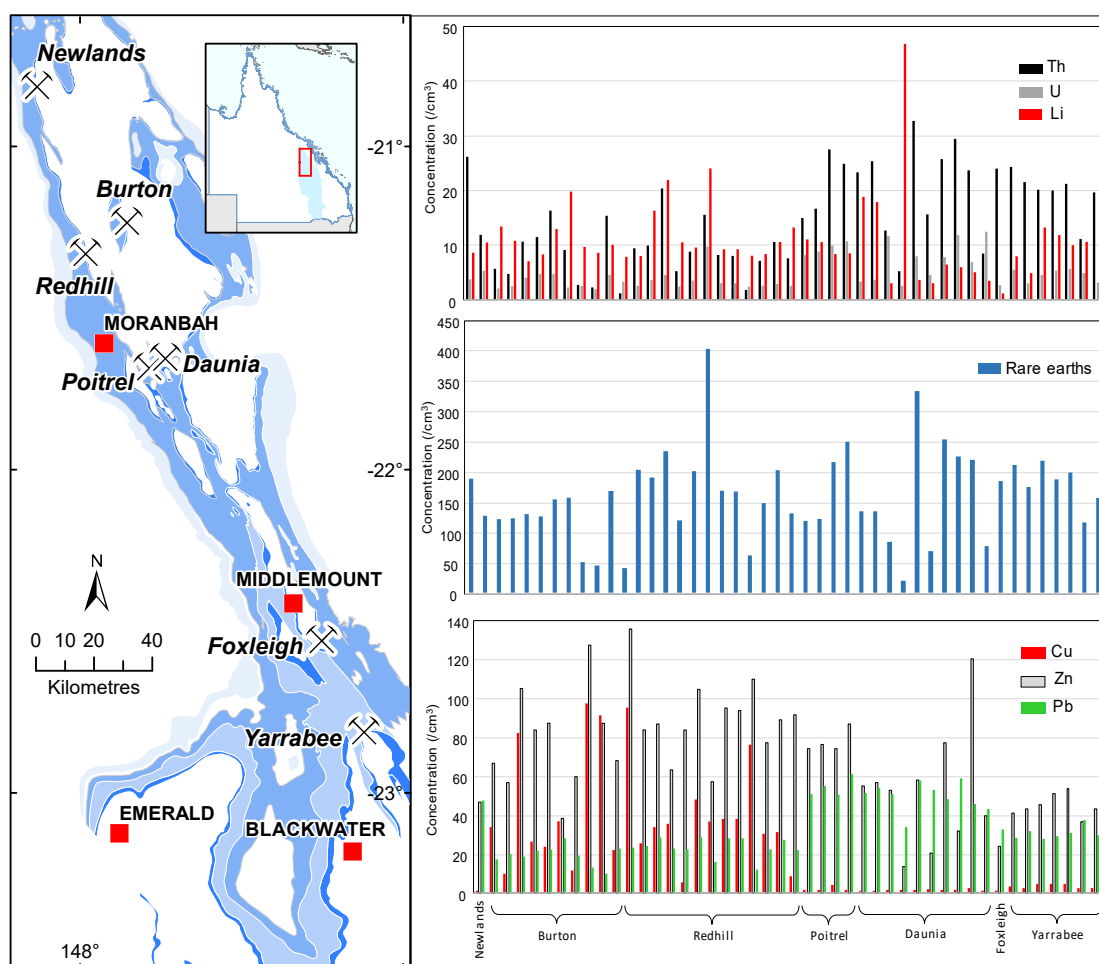 Newlands
Burton
Redhill
MORANBAH
Daunia
Poitrel
MIDDLEMOUNT
Foxleigh
Yarrabee
EMERALD
BLACKWATER
N
0 10 20 40
Kilometres
148°
-21°
-22°
-23°
50
40
30
20
10
0
Concentration (/cm³)
Th
U
Li
450
400
350
300
250
200
150
100
50
0
Concentration (/cm³)
Rare earths
140
120
100
80
60
40
20
0
Concentration (/cm³)
Cu
Zn
Pb
Newlands
Burton
Redhill
Poitrel
Daunia
Foxleigh
Yarrabee